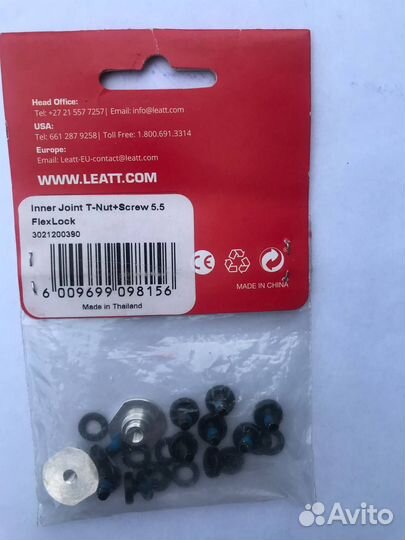 Head Office:
Tel: +27 21 557 7257| Email: info@leatt.com
USA:
Tel: 661 287 9258| Toll Free: 1.800.691.3314
Europe:
Email: Leatt-EU-contact@leatt.com
WWW.LEATT.COM
Inner Joint T-Nut+Screw 5.5
FlexLock
3021200390
6 009699 098156
Made in Thailand
CE
MADE IN CHINA
Avito